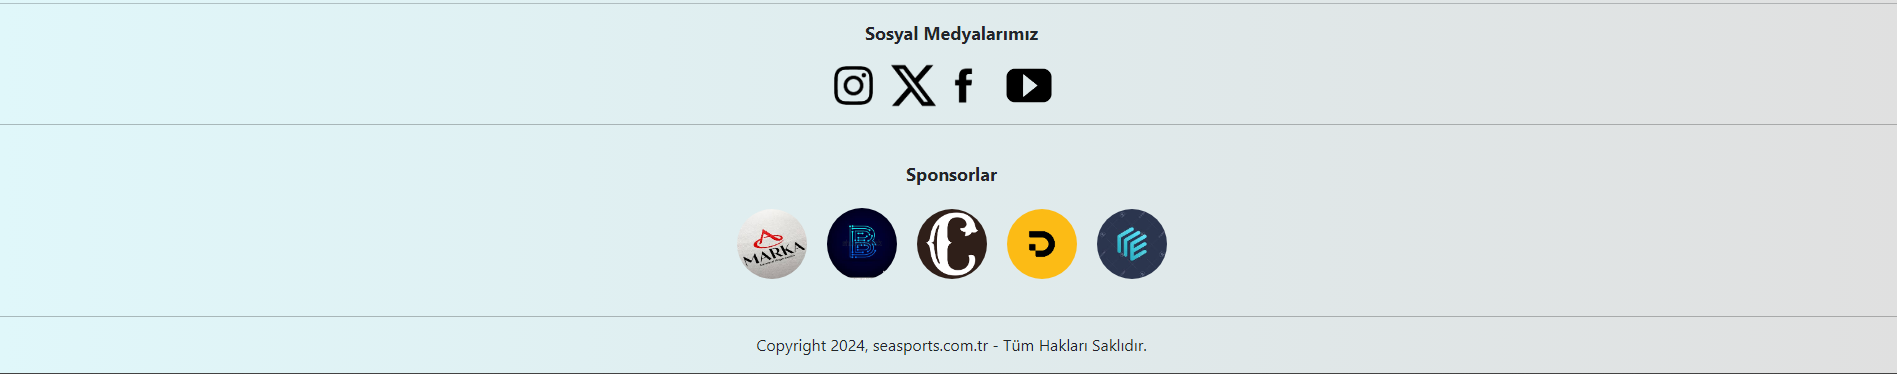 Sosyal Medyalarımız
Sponsorlar
MARKA
B
C
D
Copyright 2024, seasports.com.tr - Tüm Hakları Saklıdır.